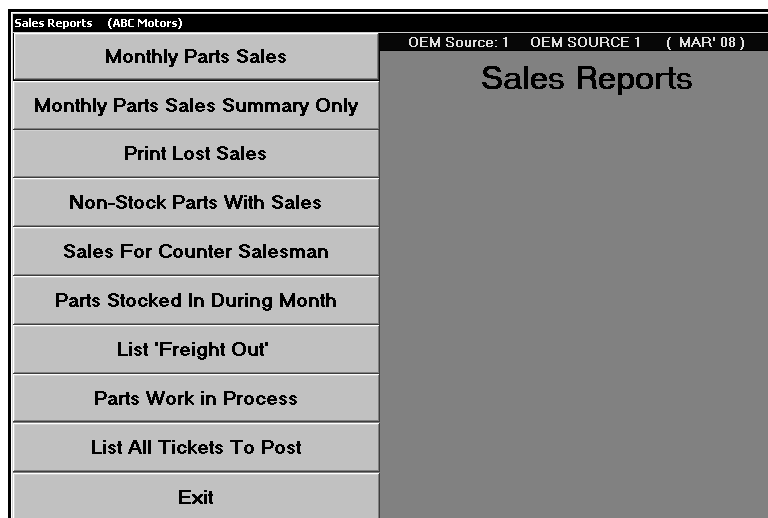 Sales Reports (ABC Motors)
OEM Source: 1 OEM SOURCE 1 ( MAR' 08 )
Sales Reports
Monthly Parts Sales
Monthly Parts Sales Summary Only
Print Lost Sales
Non-Stock Parts With Sales
Sales For Counter Salesman
Parts Stocked In During Month
List 'Freight Out'
Parts Work in Process
List All Tickets To Post
Exit